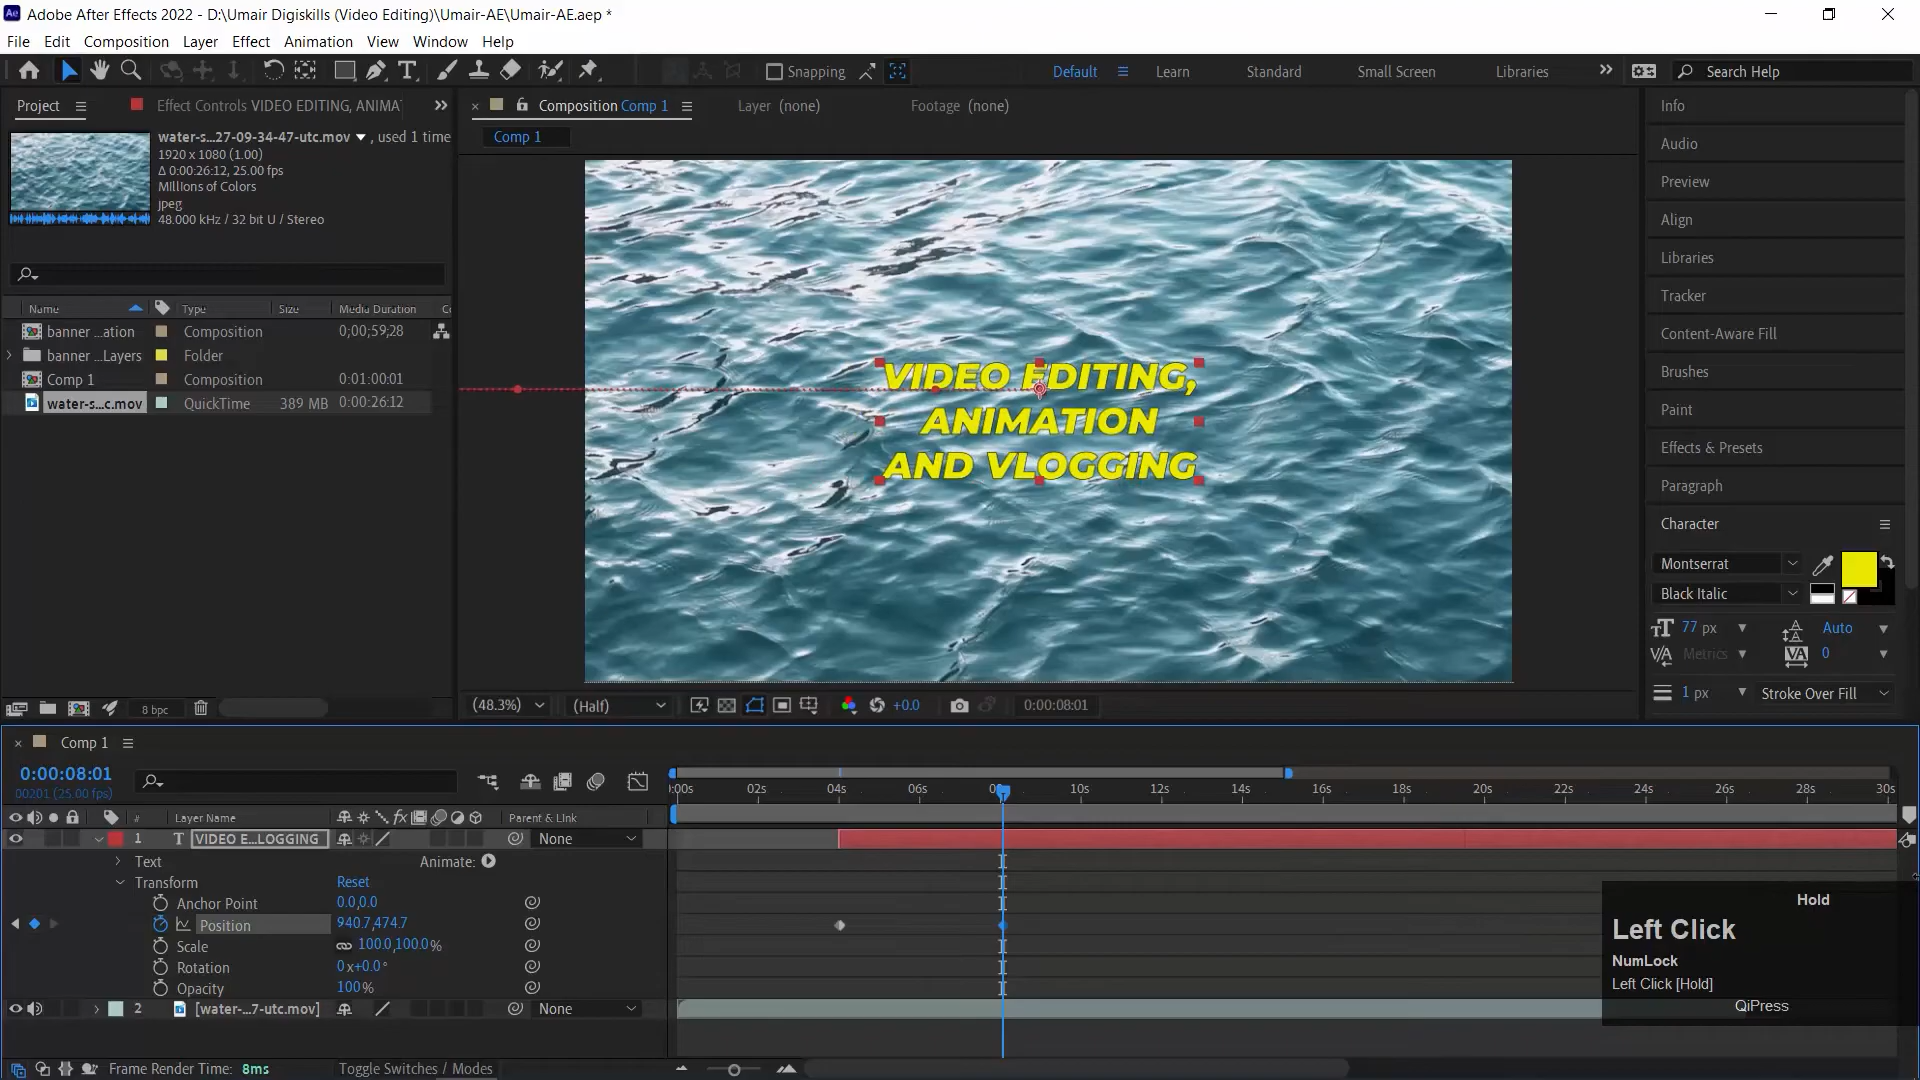 Adobe After Effects 2022 - D:\Umair Digiskills (Video Editing)\Umair-AE\Umair-AE.aep *
File Edit Composition Layer Effect Animation View Window Help
Snapping
Default
Learn
Standard
Small Screen
Libraries
Search Help
Project
Effect Controls VIDEO EDITING, ANIMA
water-s...27-09-34-47-utc.mov , used 1 time
1920 x 1080 (1.00)
Δ 0:00:26:12, 25.00 fps
Millions of Colors
jpeg
48.000 kHz / 32 bit U / Stereo
Name Type Size Media Duration
banner ...ation Composition 0;00;59;28
banner ...Layers Folder
Comp 1 Composition 0:01:00:01
water-s...c.mov QuickTime 389 MB 0:00:26:12
8 bpc
Composition Comp 1
Layer (none)
Footage (none)
Comp 1
VIDEO EDITING,
ANIMATION
AND VLOGGING
(48.3%)
(Half)
+0.0
0:00:08:01
Info
Audio
Preview
Align
Libraries
Tracker
Content-Aware Fill
Brushes
Paint
Effects & Presets
Paragraph
Character
Montserrat
Black Italic
77 px
Auto
Metrics
0
1 px
Stroke Over Fill
Comp 1
0:00:08:01
00201 (25.00 fps)
:00s 02s 04s 06s 10s 12s 14s 16s 18s 20s 22s 24s 26s 28s 30s
# Layer Name Parent & Link
1 T VIDEO E...LOGGING None
Text Animate:
Transform Reset
Anchor Point 0.0,0.0
Position 940.7,474.7
Scale 100.0,100.0%
Rotation 0x+0.0°
Opacity 100%
2 [water-...7-utc.mov] None
Frame Render Time: 8ms
Toggle Switches / Modes
Hold
Left Click
NumLock
Left Click [Hold]
QiPress